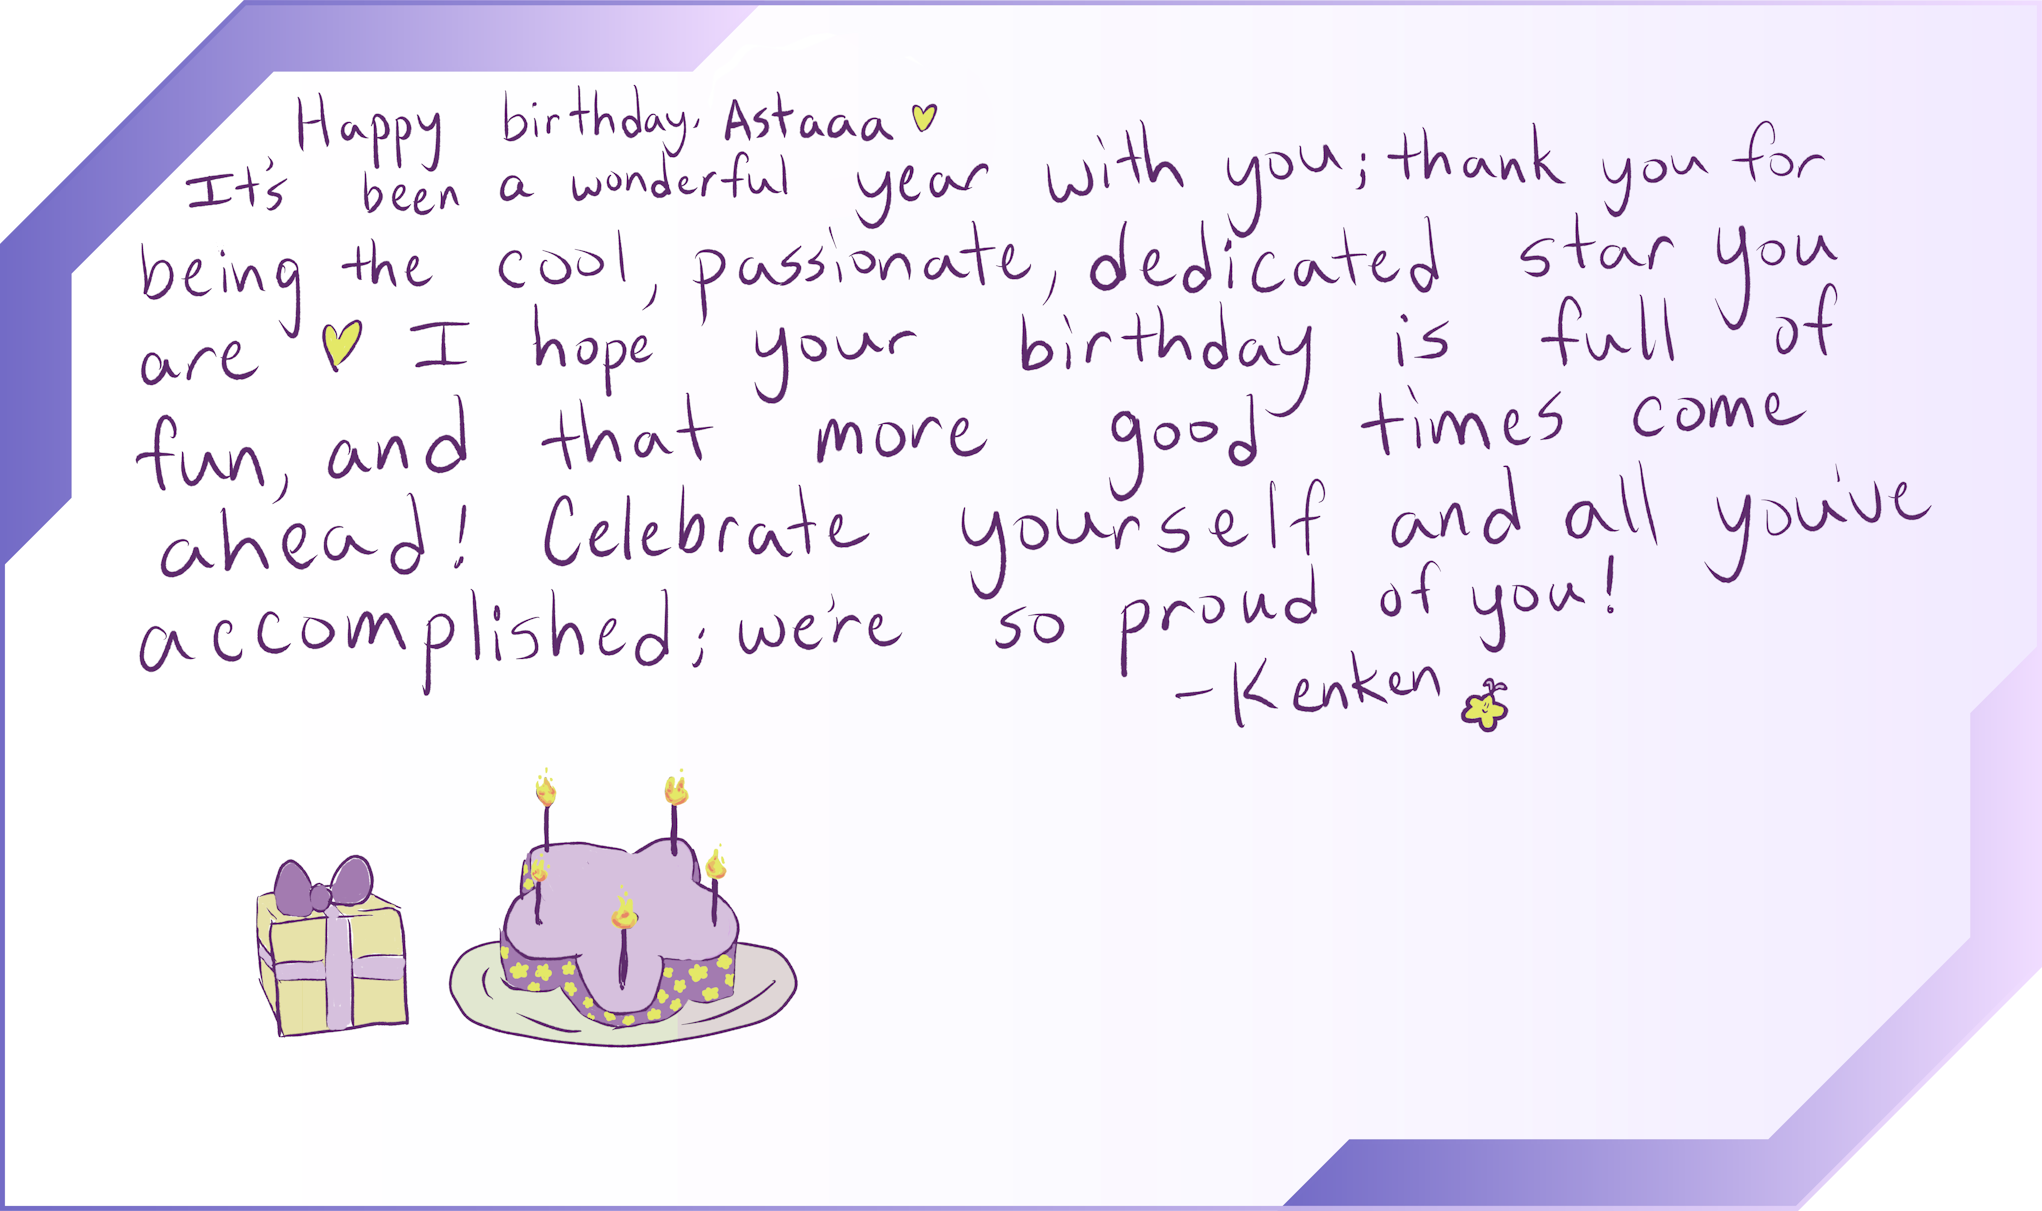 Happy birthday, Astaaa
It's been a wonderful year with you; thank you for
being the cool, passionate, dedicated star you
are I hope your birthday is full of
fun, and that more good times come
ahead! Celebrate yourself and all you've
accomplished; we're so proud of you!
-Kenken